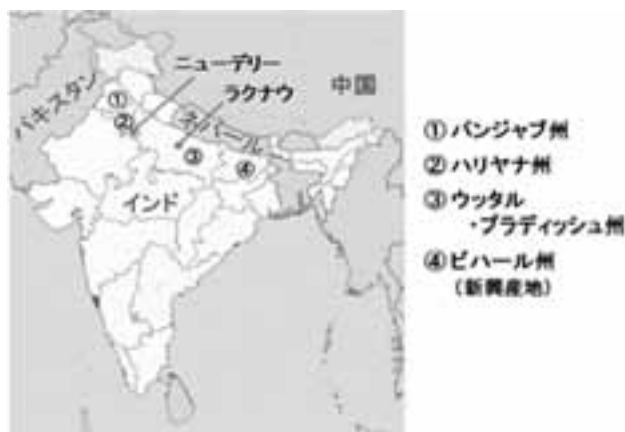 ニューデリー
ラクナウ
中国
パキスタン
①
②
ネパール
③
④
インド
① パンジャブ州
② ハリヤナ州
③ ウッタル
・プラディッシュ州
④ ビハール州
(新興産地)